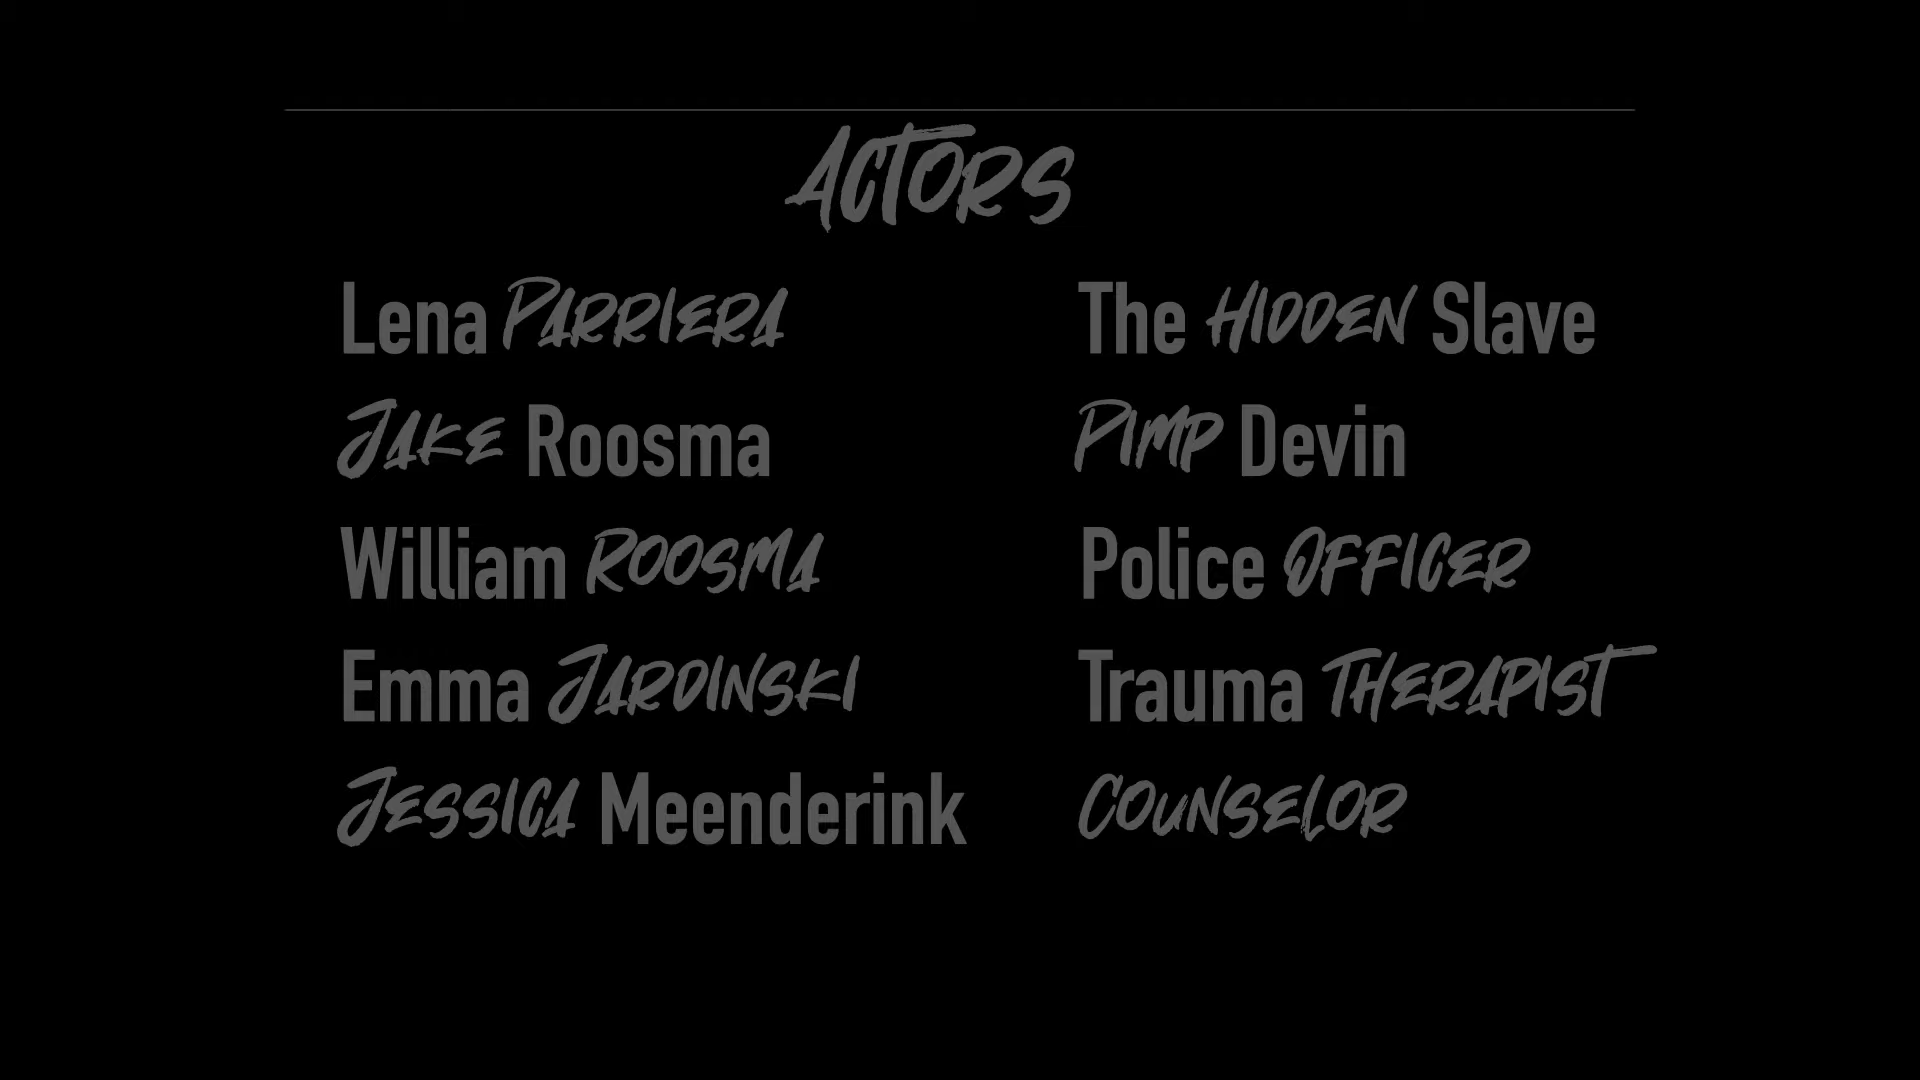 ACTORS
Lena PARRIERA The HIDDEN Slave
JAKE Roosma PIMP Devin
William ROOSMA Police OFFICER
Emma JARDINSKI Trauma THERAPIST
JESSICA Meenderink COUNSELOR